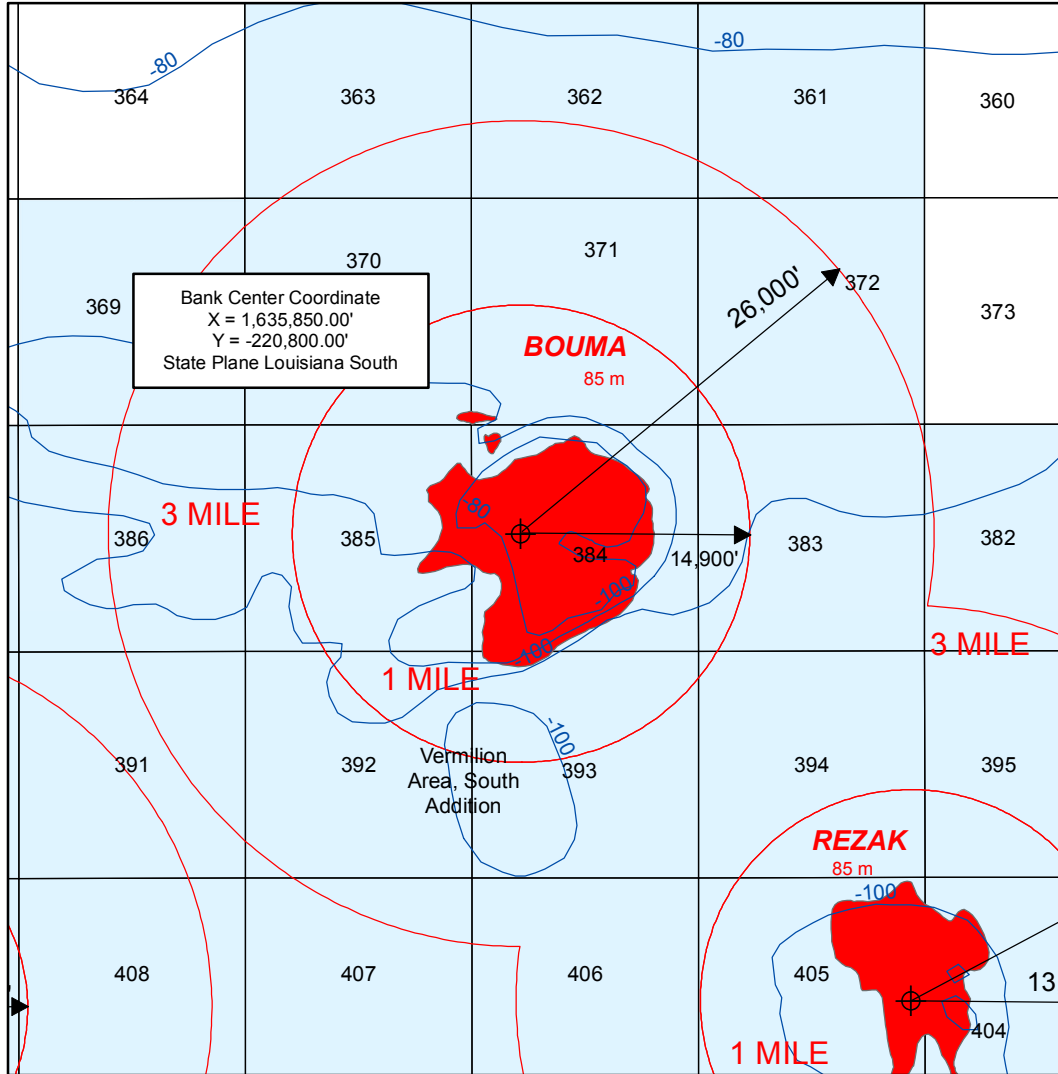 -80
-80
364
363
362
361
360
371
370
372
26,000'
369
373
Bank Center Coordinate
X = 1,635,850.00'
Y = -220,800.00'
State Plane Louisiana South
BOUMA
85 m
-80
3 MILE
386
385
384
14,900'
383
382
-100
-100
3 MILE
1 MILE
-100
391
392
Vermilion
Area, South
Addition
393
394
395
REZAK
85 m
-100
408
407
406
405
13
404
1 MILE